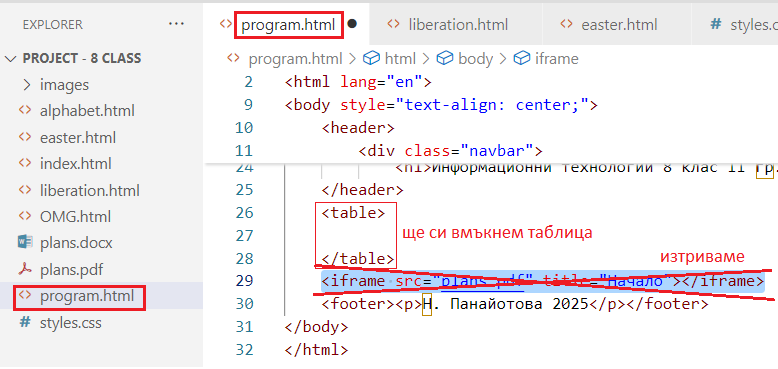 EXPLORER
PROJECT - 8 CLASS
images
alphabet.html
easter.html
index.html
liberation.html
OMG.html
plans.docx
plans.pdf
program.html
styles.css
program.html liberation.html easter.html styles.c
program.html > html > body > iframe
2 <html lang="en">
9 <body style="text-align: center;">
10 <header>
11 <div class="navbar">
24 <h1>Информационни технологии 8 клас II гр.
25 </header>
26 <table>
27 ще си вмъкнем таблица
28 </table> изтриваме
29 <iframe src="plans.pdf" title="Начало"></iframe>
30 <footer><p>Н. Панайотова 2025</p></footer>
31 </body>
32 </html>